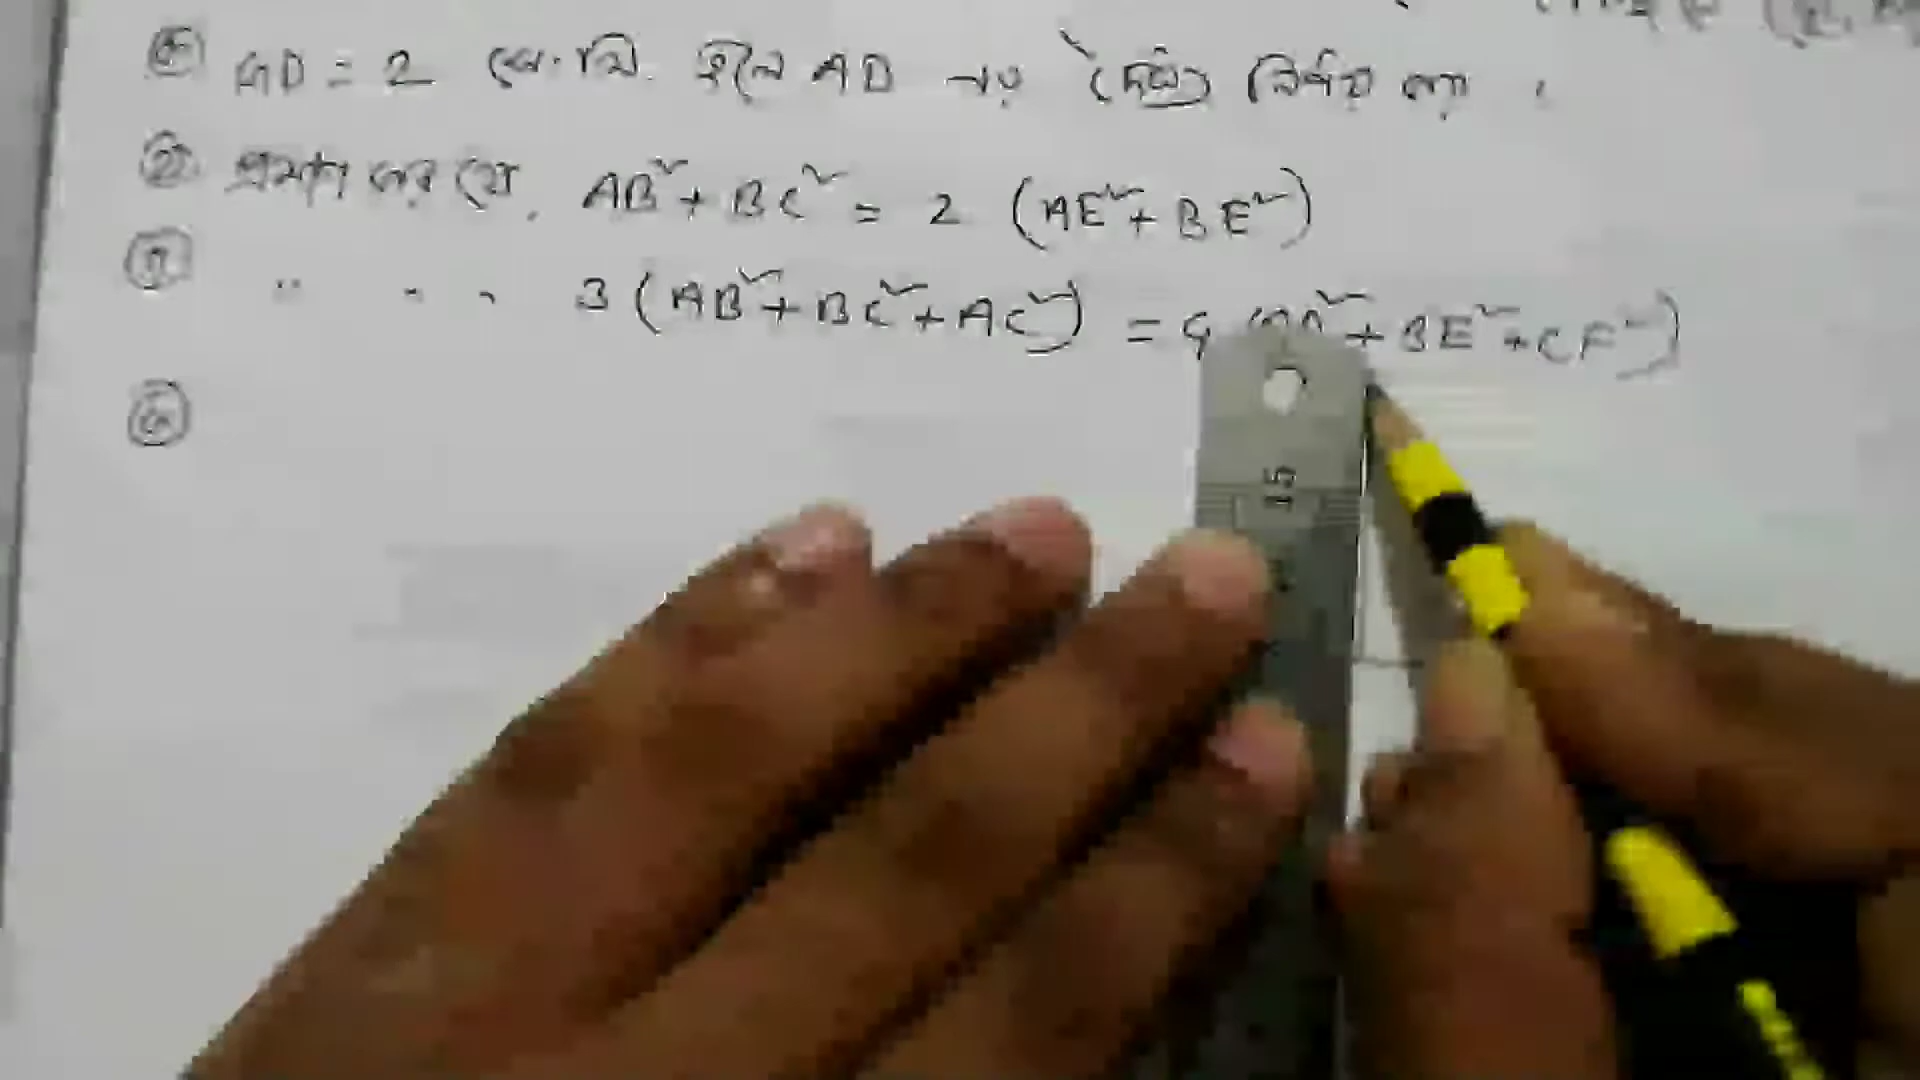 ক GD = 2 সে.মি. হলে AD এর দৈর্ঘ্য নির্ণয় কর ।
খ প্রমাণ কর যে, AB² + BC² = 2 (AE² + BE²)
গ " " " 3 (AB² + BC² + AC²) = 4 + BE² + CF²)
ক
15